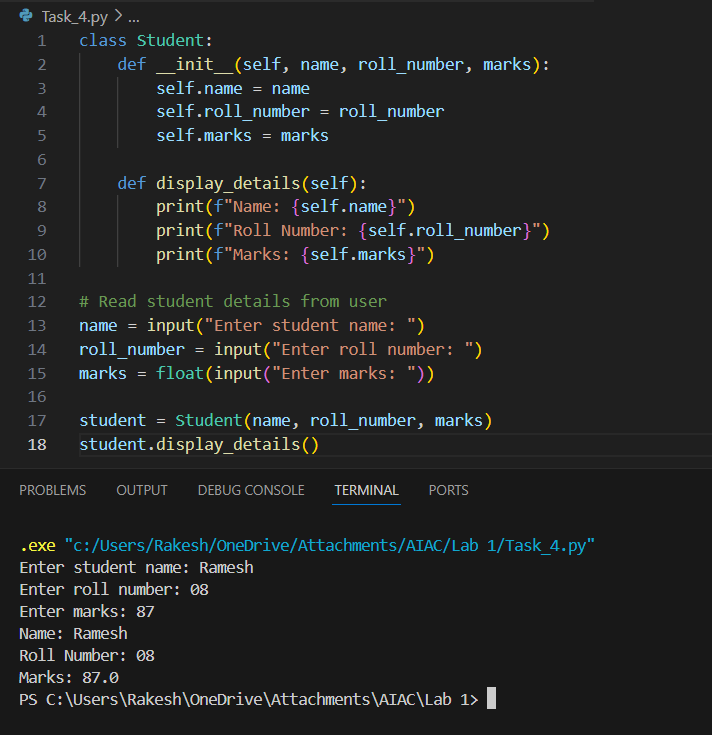 Task_4.py > ...
1 class Student:
2     def __init__(self, name, roll_number, marks):
3         self.name = name
4         self.roll_number = roll_number
5         self.marks = marks
6
7     def display_details(self):
8         print(f"Name: {self.name}")
9         print(f"Roll Number: {self.roll_number}")
10         print(f"Marks: {self.marks}")
11
12 # Read student details from user
13 name = input("Enter student name: ")
14 roll_number = input("Enter roll number: ")
15 marks = float(input("Enter marks: "))
16
17 student = Student(name, roll_number, marks)
18 student.display_details()
PROBLEMS OUTPUT DEBUG CONSOLE TERMINAL PORTS
.exe "c:/Users/Rakesh/OneDrive/Attachments/AIAC/Lab 1/Task_4.py"
Enter student name: Ramesh
Enter roll number: 08
Enter marks: 87
Name: Ramesh
Roll Number: 08
Marks: 87.0
PS C:\Users\Rakesh\OneDrive\Attachments\AIAC\Lab 1>